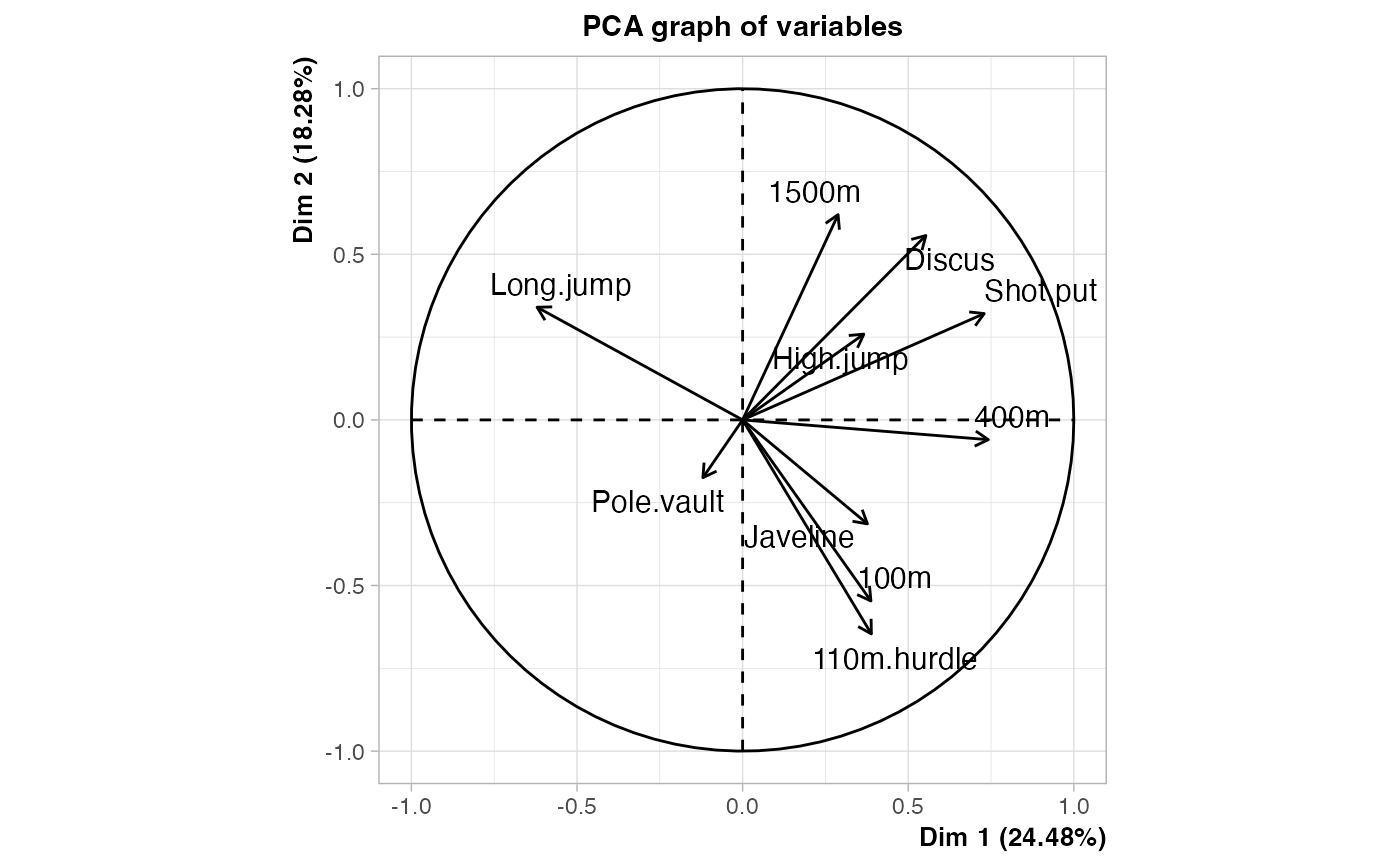 PCA graph of variables
Dim 2 (18.28%)
1.0
0.5
0.0
-0.5
-1.0
1500m
Discus
Long.jump
Shot.put
High.jump
400m
Pole.vault
Javeline
100m
110m.hurdle
-1.0
-0.5
0.0
0.5
1.0
Dim 1 (24.48%)